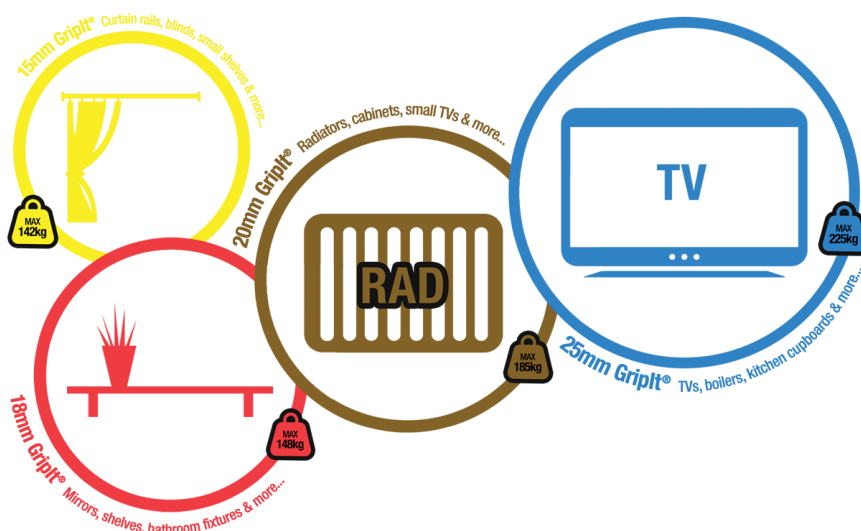 15mm GripIt® Curtain rails, blinds, small shelves & more...
MAX
142kg
18mm GripIt® Mirrors, shelves, bathroom fixtures & more...
MAX
148kg
20mm GripIt® Radiators, cabinets, small TVs & more...
RAD
MAX
185kg
25mm GripIt® TVs, boilers, kitchen cupboards & more...
TV
MAX
225kg